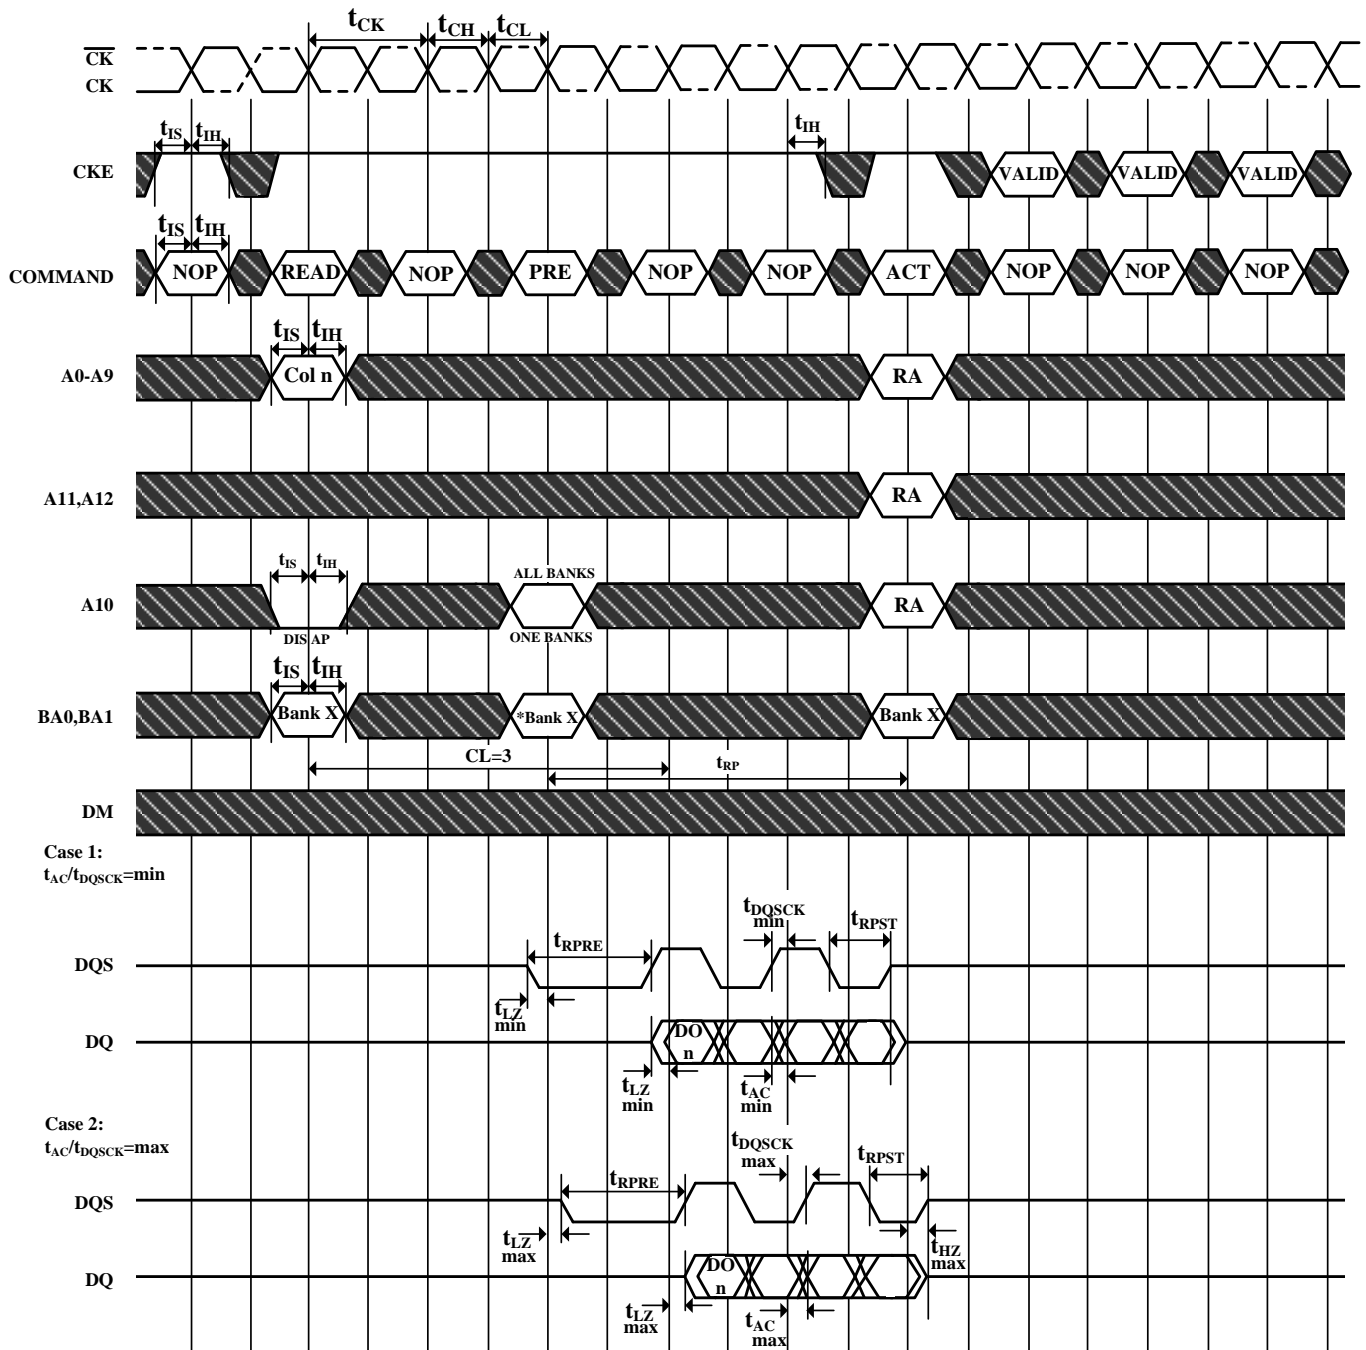 tCK tCH tCL
CK
CK
tIS tIH tIH
CKE VALID VALID VALID
tIS tIH
COMMAND NOP READ NOP PRE NOP NOP ACT NOP NOP NOP
tIS tIH
A0-A9 Col n RA
A11,A12 RA
tIS tIH ALL BANKS
A10 RA
DIS AP ONE BANKS
tIS tIH
BA0,BA1 Bank X *Bank X Bank X
CL=3 tRP
DM
Case 1:
tAC/tDQSCK=min
tDQSCK min tRPST
tRPRE
DQS
tLZ min
DQ DO n
tLZ min tAC min
Case 2:
tAC/tDQSCK=max
tDQSCK max tRPST
tRPRE
DQS
tLZ max tHZ max
DQ DO n
tLZ max tAC max